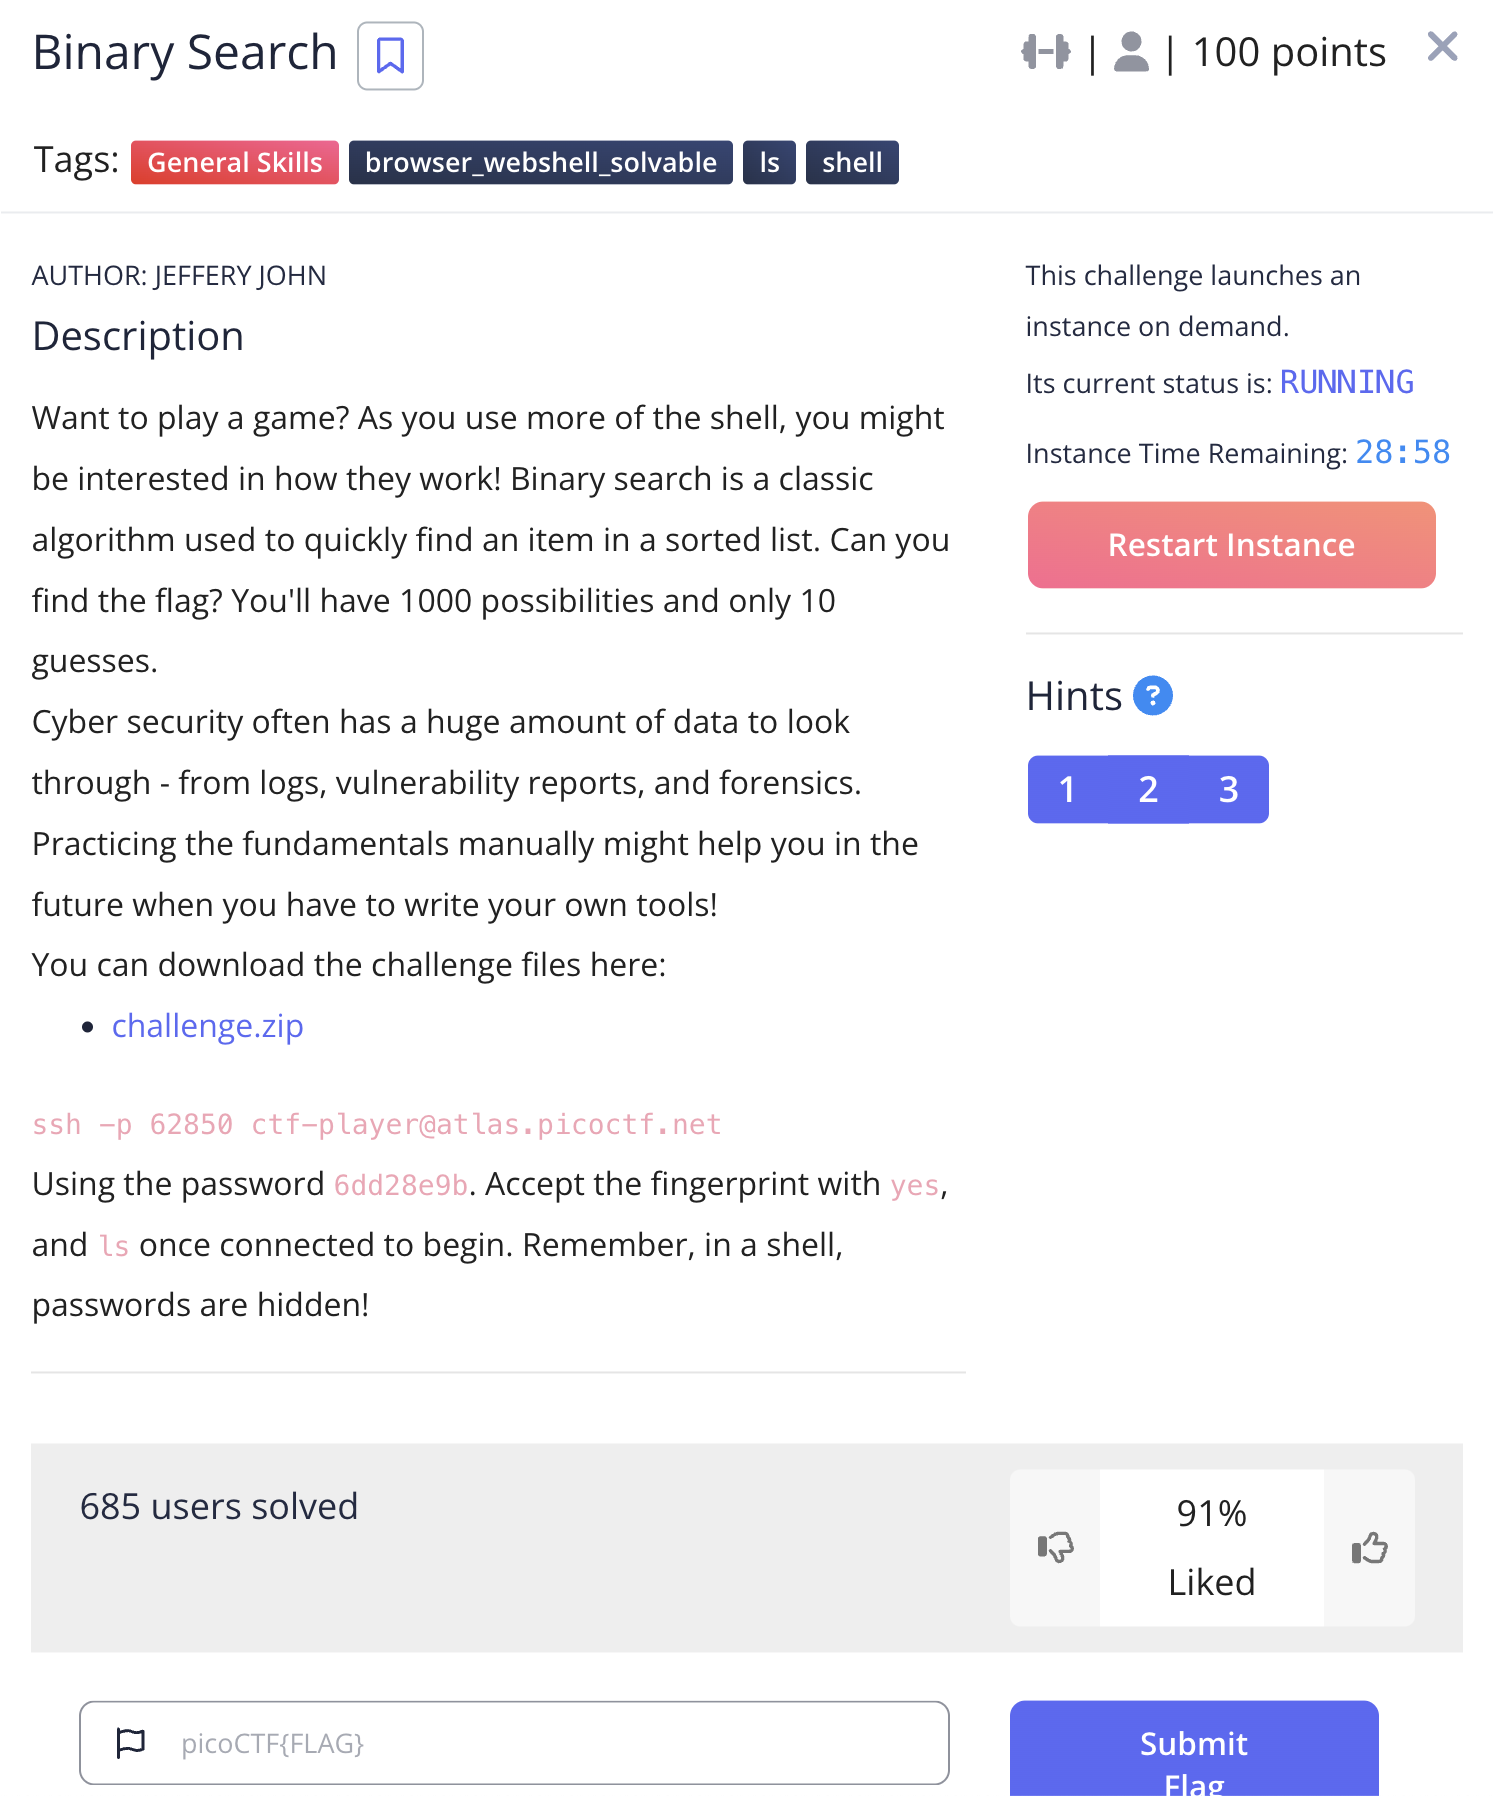 Binary Search
| | 100 points
Tags: General Skills browser_webshell_solvable ls shell
AUTHOR: JEFFERY JOHN
Description
Want to play a game? As you use more of the shell, you might
be interested in how they work! Binary search is a classic
algorithm used to quickly find an item in a sorted list. Can you
find the flag? You'll have 1000 possibilities and only 10
guesses.
Cyber security often has a huge amount of data to look
through - from logs, vulnerability reports, and forensics.
Practicing the fundamentals manually might help you in the
future when you have to write your own tools!
You can download the challenge files here:
• challenge.zip
ssh -p 62850 ctf-player@atlas.picoctf.net
Using the password 6dd28e9b. Accept the fingerprint with yes,
and ls once connected to begin. Remember, in a shell,
passwords are hidden!
This challenge launches an
instance on demand.
Its current status is: RUNNING
Instance Time Remaining: 28:58
Restart Instance
Hints ?
1 2 3
685 users solved
91%
Liked
picoCTF{FLAG}
Submit
Flag